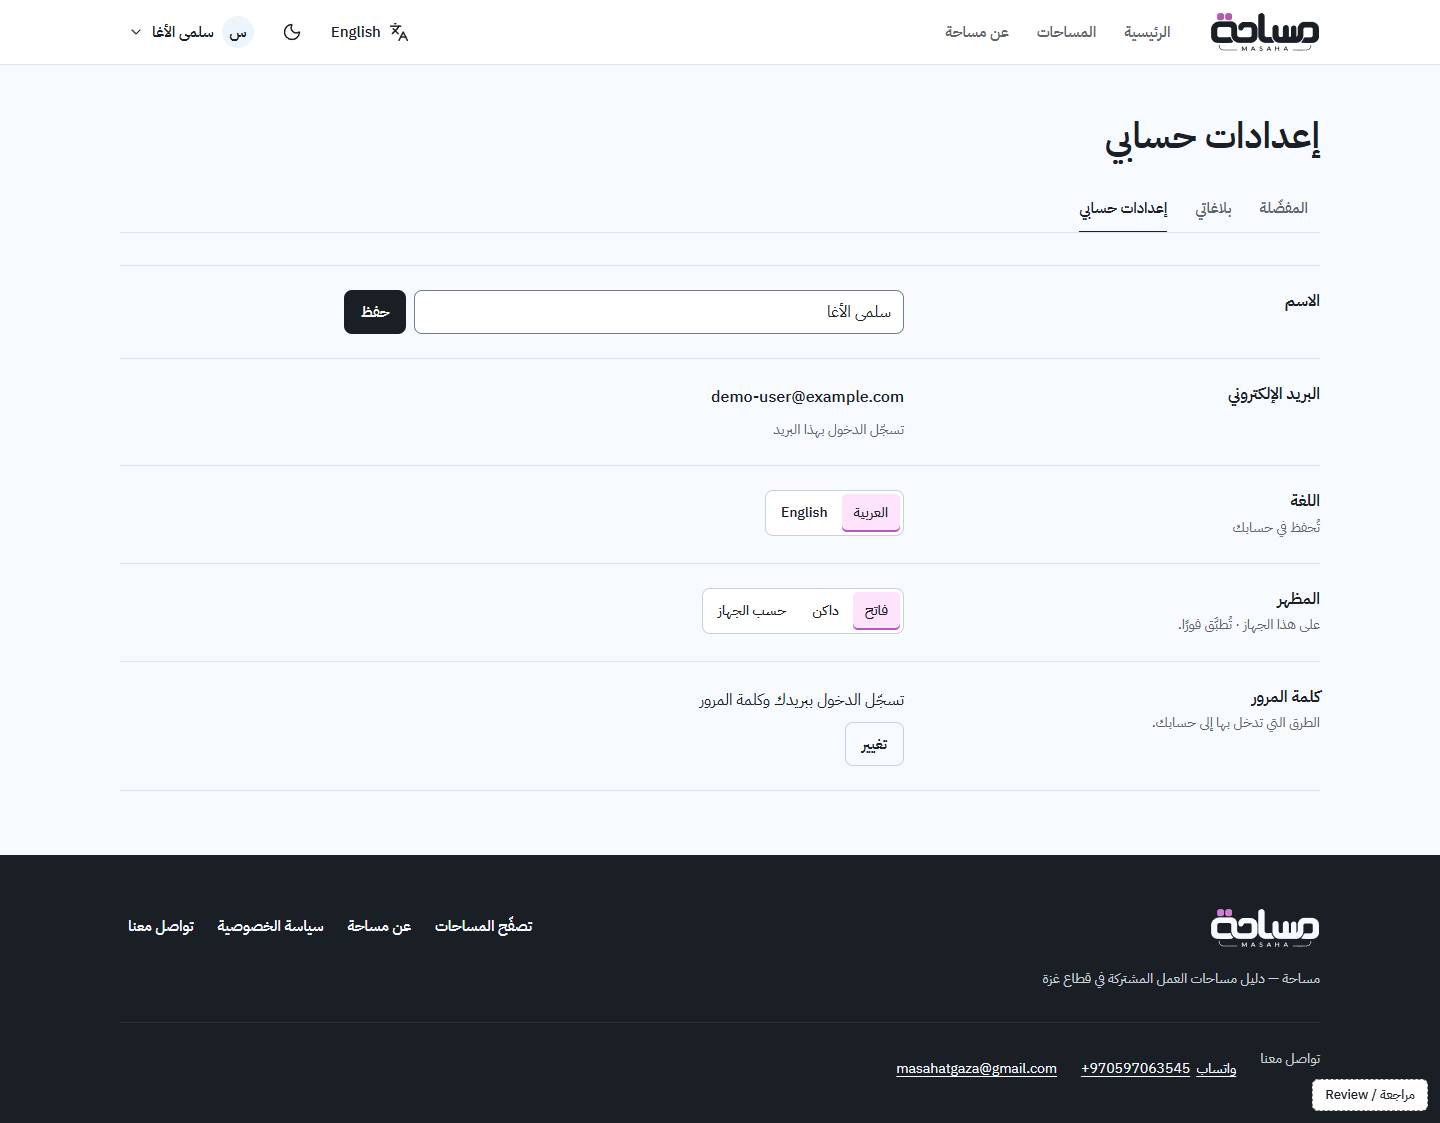 مساحة
MASAHA
الرئيسية
المساحات
عن مساحة
English
س
سلمى الأغا
إعدادات حسابي
المفضّلة
بلاغاتي
إعدادات حسابي
الاسم
سلمى الأغا
حفظ
البريد الإلكتروني
demo-user@example.com
تسجّل الدخول بهذا البريد
اللغة
تُحفظ في حسابك
العربية
English
المظهر
على هذا الجهاز · تُطبَّق فورًا.
فاتح
داكن
حسب الجهاز
كلمة المرور
الطرق التي تدخل بها إلى حسابك.
تسجّل الدخول ببريدك وكلمة المرور
تغيير
مساحة
MASAHA
تصفّح المساحات
عن مساحة
سياسة الخصوصية
تواصل معنا
مساحة — دليل مساحات العمل المشتركة في قطاع غزة
تواصل معنا
واتساب +970597063545
masahatgaza@gmail.com
مراجعة / Review